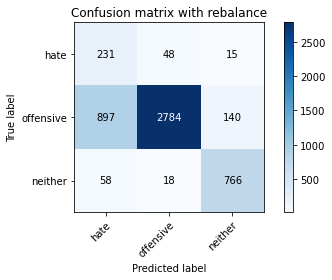 Confusion matrix with rebalance
True label
hate
offensive
neither
231 48 15
897 2784 140
58 18 766
hate
offensive
neither
Predicted label
2500
2000
1500
1000
500